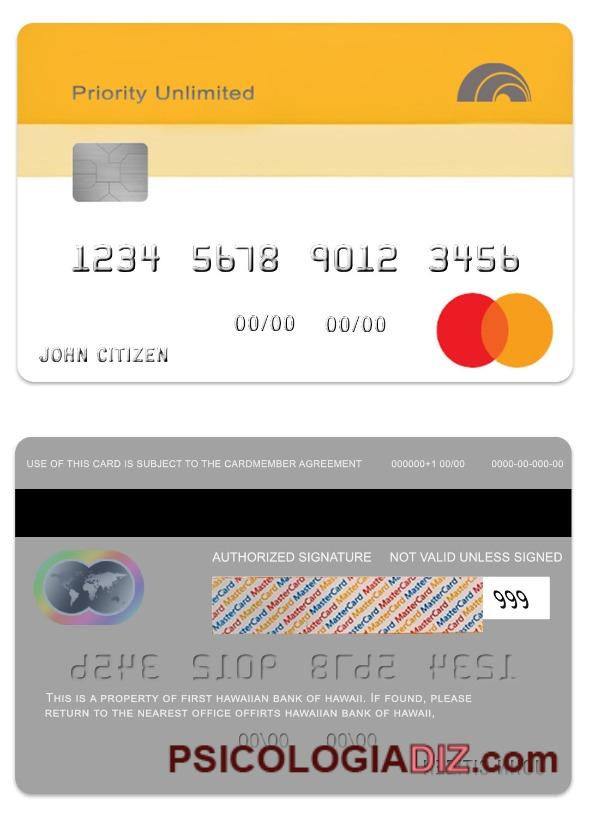 Priority Unlimited
1234 5678 9012 3456
00/00 00/00
JOHN CITIZEN
USE OF THIS CARD IS SUBJECT TO THE CARDMEMBER AGREEMENT 000000+1 00/00 0000-00-000-00
AUTHORIZED SIGNATURE NOT VALID UNLESS SIGNED
MasterCard MasterCard MasterCard MasterCard
999
THIS IS A PROPERTY OF FIRST HAWAIIAN BANK OF HAWAII. IF FOUND, PLEASE
RETURN TO THE NEAREST OFFICE OFFIRTS HAWAIIAN BANK OF HAWAII,
00\00 00\00
PSICOLOGIADIZ.com